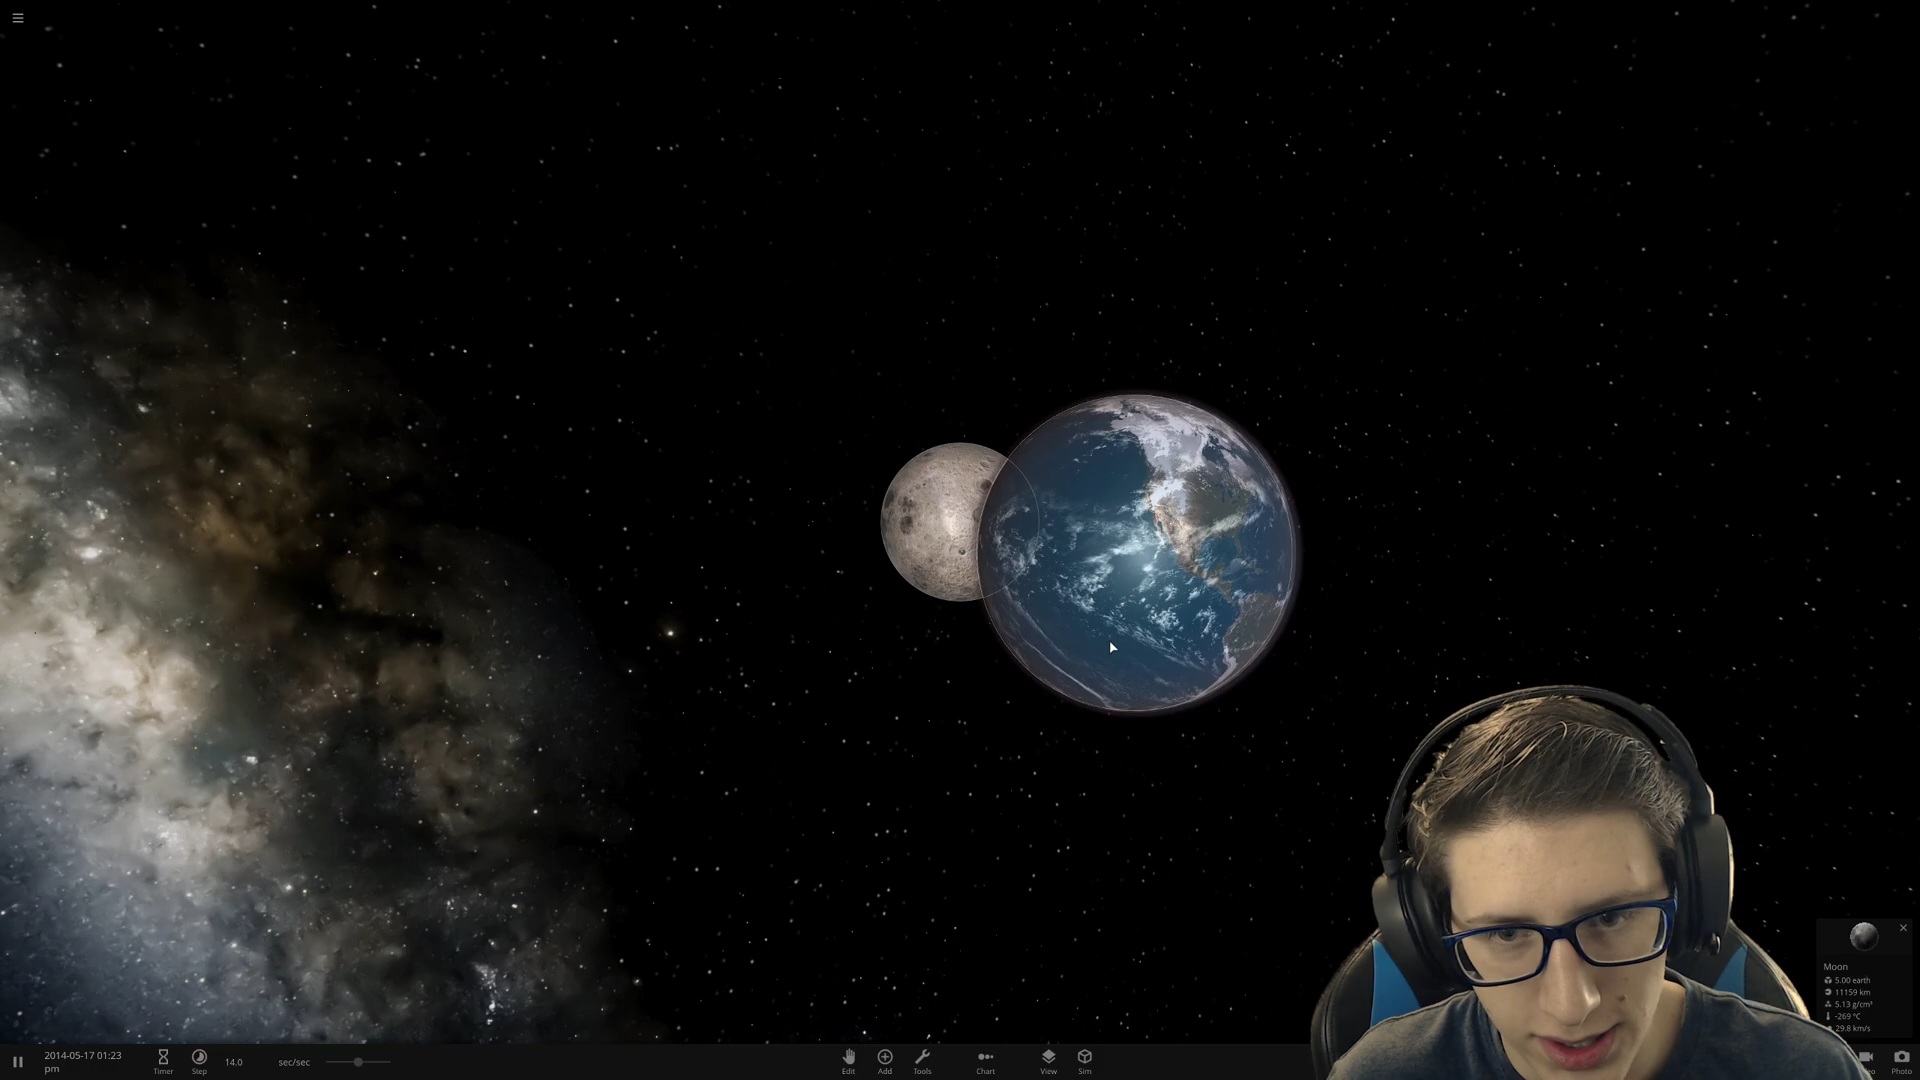 Moon
5.00 earth
11159 km
5.13 g/cm³
-269 °C
29.8 km/s
2014-05-17 01:23
pm
Timer
Step
14.0
sec/sec
Edit
Add
Tools
Chart
View
Sim
Photo